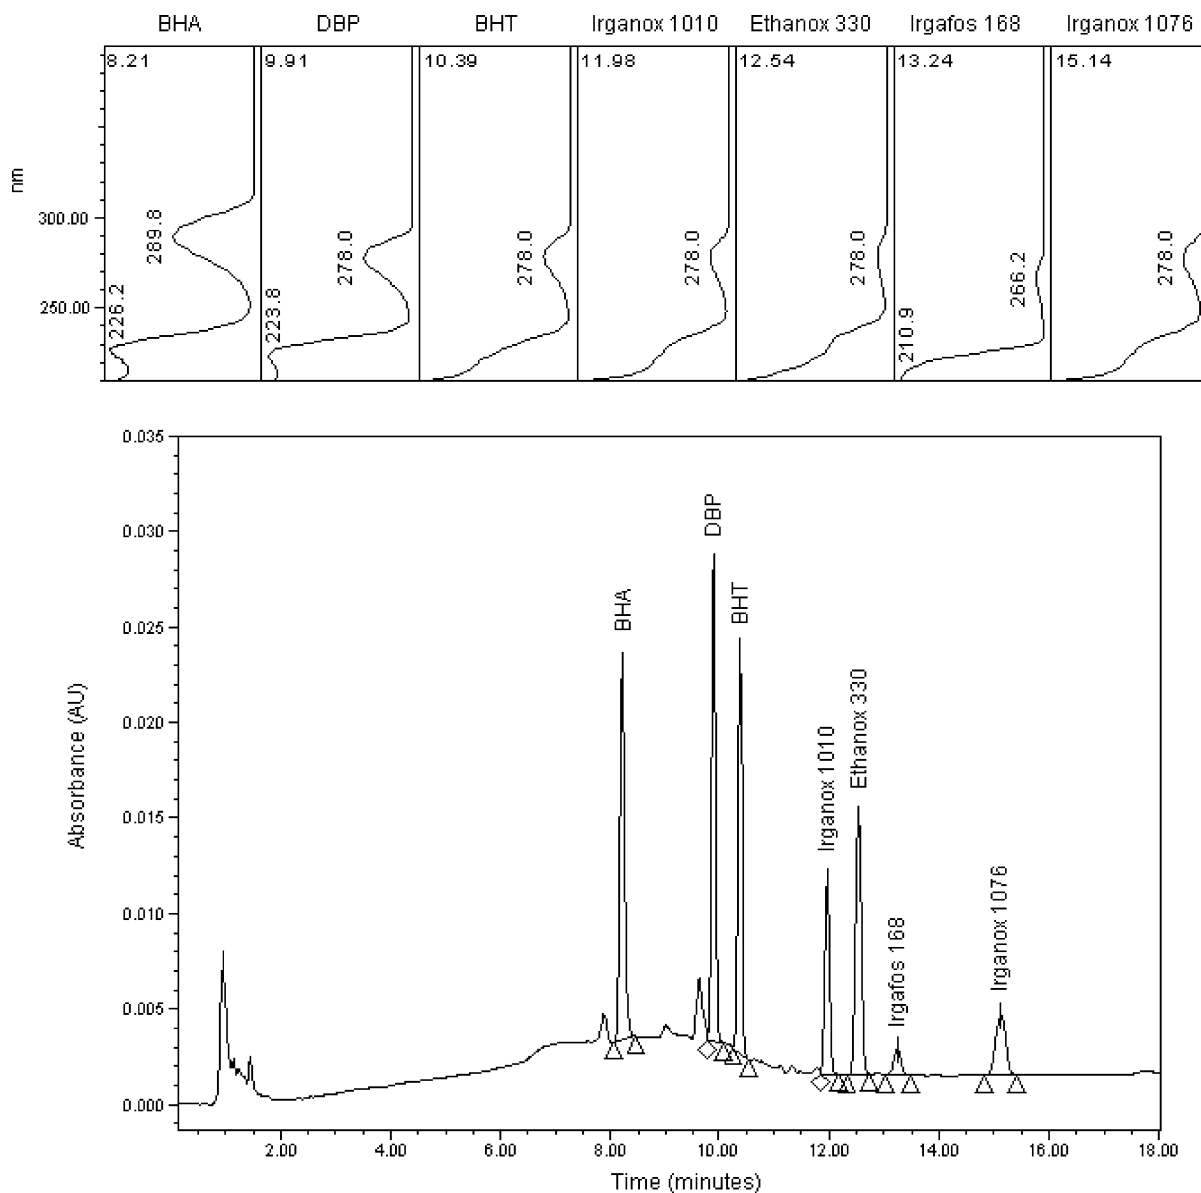 BHA DBP BHT Irganox 1010 Ethanox 330 Irgafos 168 Irganox 1076
8.21 9.91 10.39 11.98 12.54 13.24 15.14
nm
300.00
250.00
226.2
289.8
223.8
278.0
278.0
278.0
278.0
210.9
266.2
278.0
Absorbance (AU)
0.035
0.030
0.025
0.020
0.015
0.010
0.005
0.000
BHA
DBP
BHT
Irganox 1010
Ethanox 330
Irgafos 168
Irganox 1076
2.00 4.00 6.00 8.00 10.00 12.00 14.00 16.00 18.00
Time (minutes)